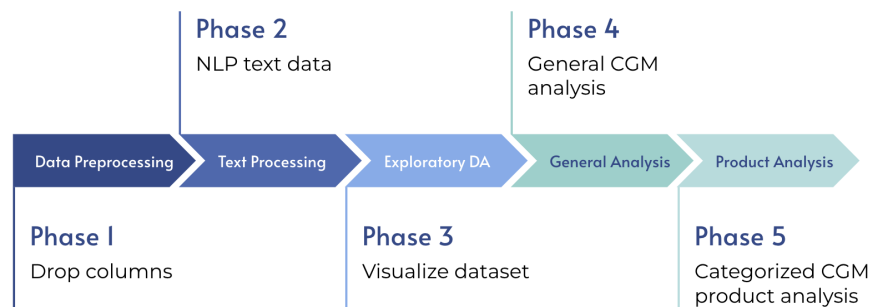 Phase 2
NLP text data
Phase 4
General CGM
analysis
Data Preprocessing
Text Processing
Exploratory DA
General Analysis
Product Analysis
Phase 1
Drop columns
Phase 3
Visualize dataset
Phase 5
Categorized CGM
product analysis